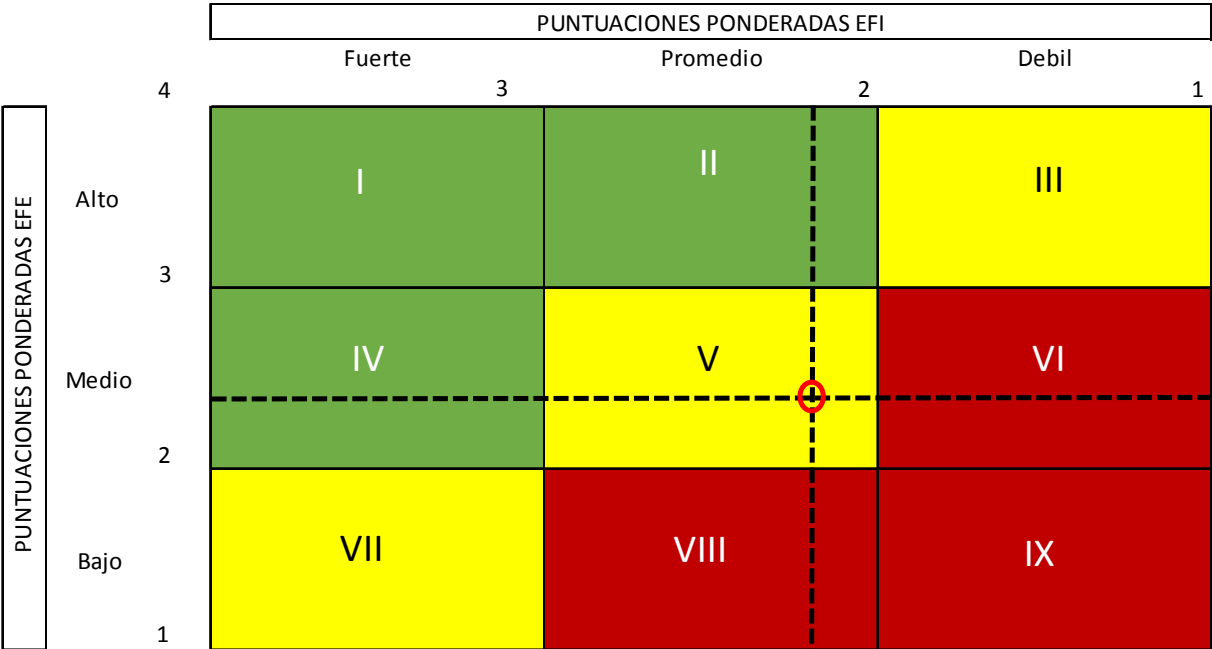 PUNTUACIONES PONDERADAS EFI
Fuerte Promedio Debil
4 3 2 1
PUNTUACIONES PONDERADAS EFE
Alto I II III
3
Medio IV V VI
2
Bajo VII VIII IX
1